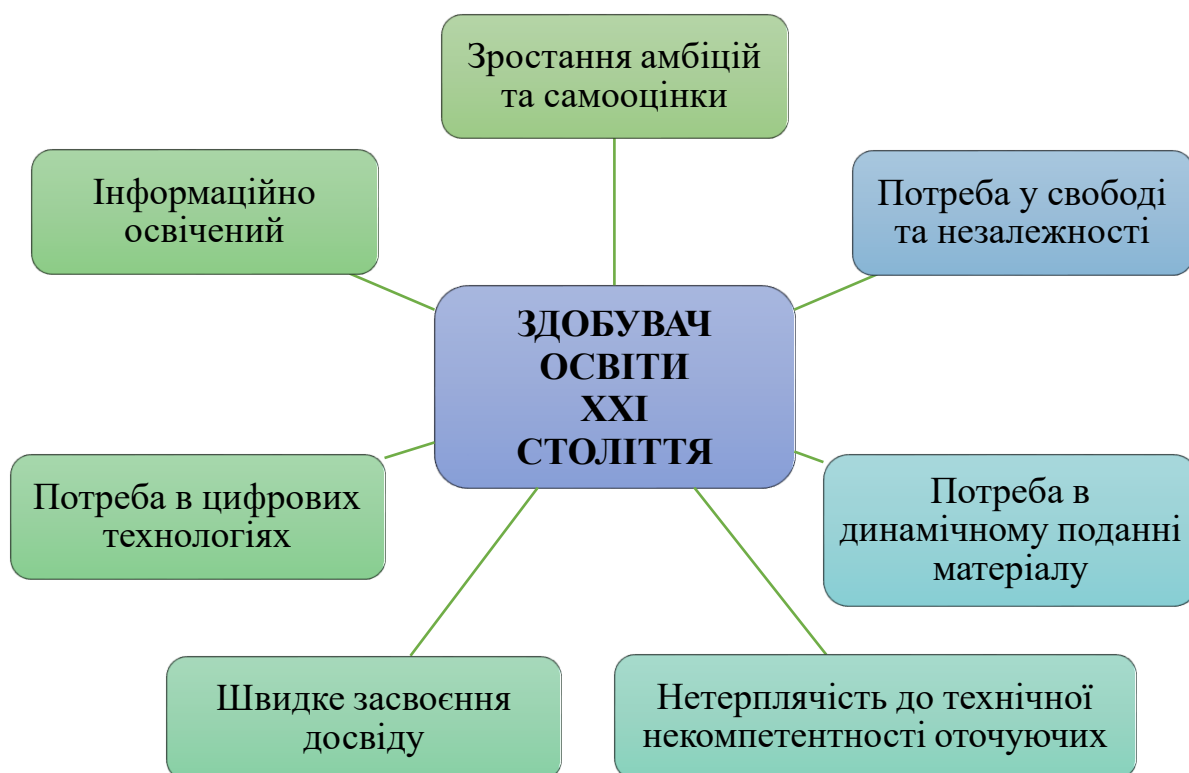 Зростання амбіцій
та самооцінки
Інформаційно
освічений
Потреба у свободі
та незалежності
ЗДОБУВАЧ
ОСВІТИ
ХХІ
СТОЛІТТЯ
Потреба в цифрових
технологіях
Потреба в
динамічному поданні
матеріалу
Швидке засвоєння
досвіду
Нетерплячість до технічної
некомпетентності оточуючих